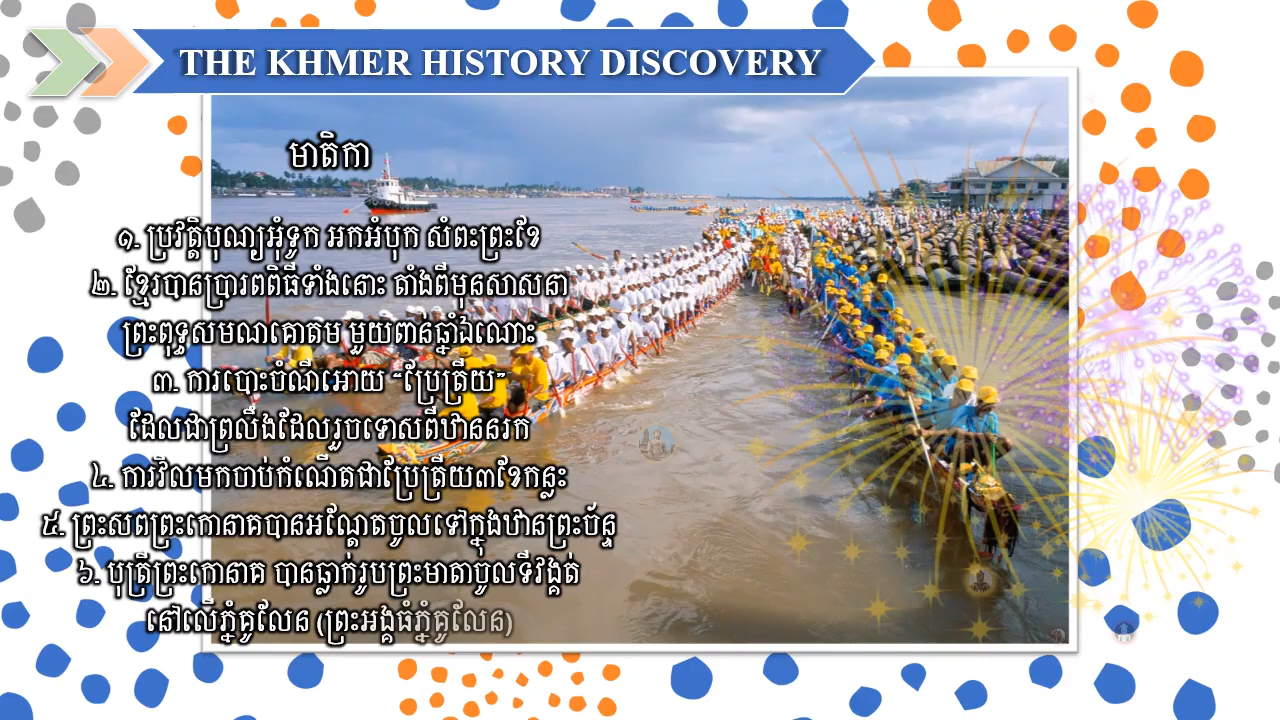 THE KHMER HISTORY DISCOVERY
មាតិកា
១. ប្រវត្តិបុណ្យអុំទូក អកអំបុក សំពះព្រះខែ
២. ខ្មែរបានប្រារពពិធីទាំងនោះ តាំងពីមុនសាសនា
ព្រះពុទ្ធសមណគោតម មួយពាន់ឆ្នាំឯណោះ
៣. ការបោះចំណីអោយ “ប្រែត្រីយ”
ដែលជាព្រលឹងដែលរួចទោសពីឋាននរក
៤. ការវិលមកចាប់កំណើតជាប្រែត្រីយ៣ខែកន្លះ
៥. ព្រះសពព្រះកោនាគបានអណ្តែតចូលទៅក្នុងឋានព្រះច័ន្ទ
៦. បុត្រីព្រះកោនាគ បានធ្លាក់រូបព្រះមាតាចូលទីវង្គត់
នៅលើភ្នំគូលែន (ព្រះអង្គធំភ្នំគូលែន)